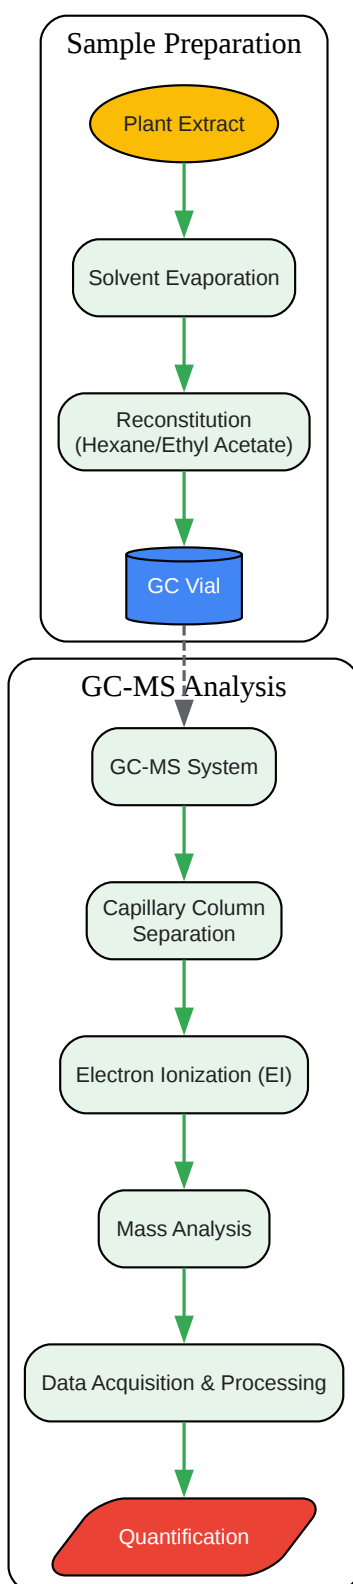 Sample Preparation
Plant Extract
Solvent Evaporation
Reconstitution
(Hexane/Ethyl Acetate)
GC Vial
GC-MS Analysis
GC-MS System
Capillary Column
Separation
Electron Ionization (EI)
Mass Analysis
Data Acquisition & Processing
Quantification